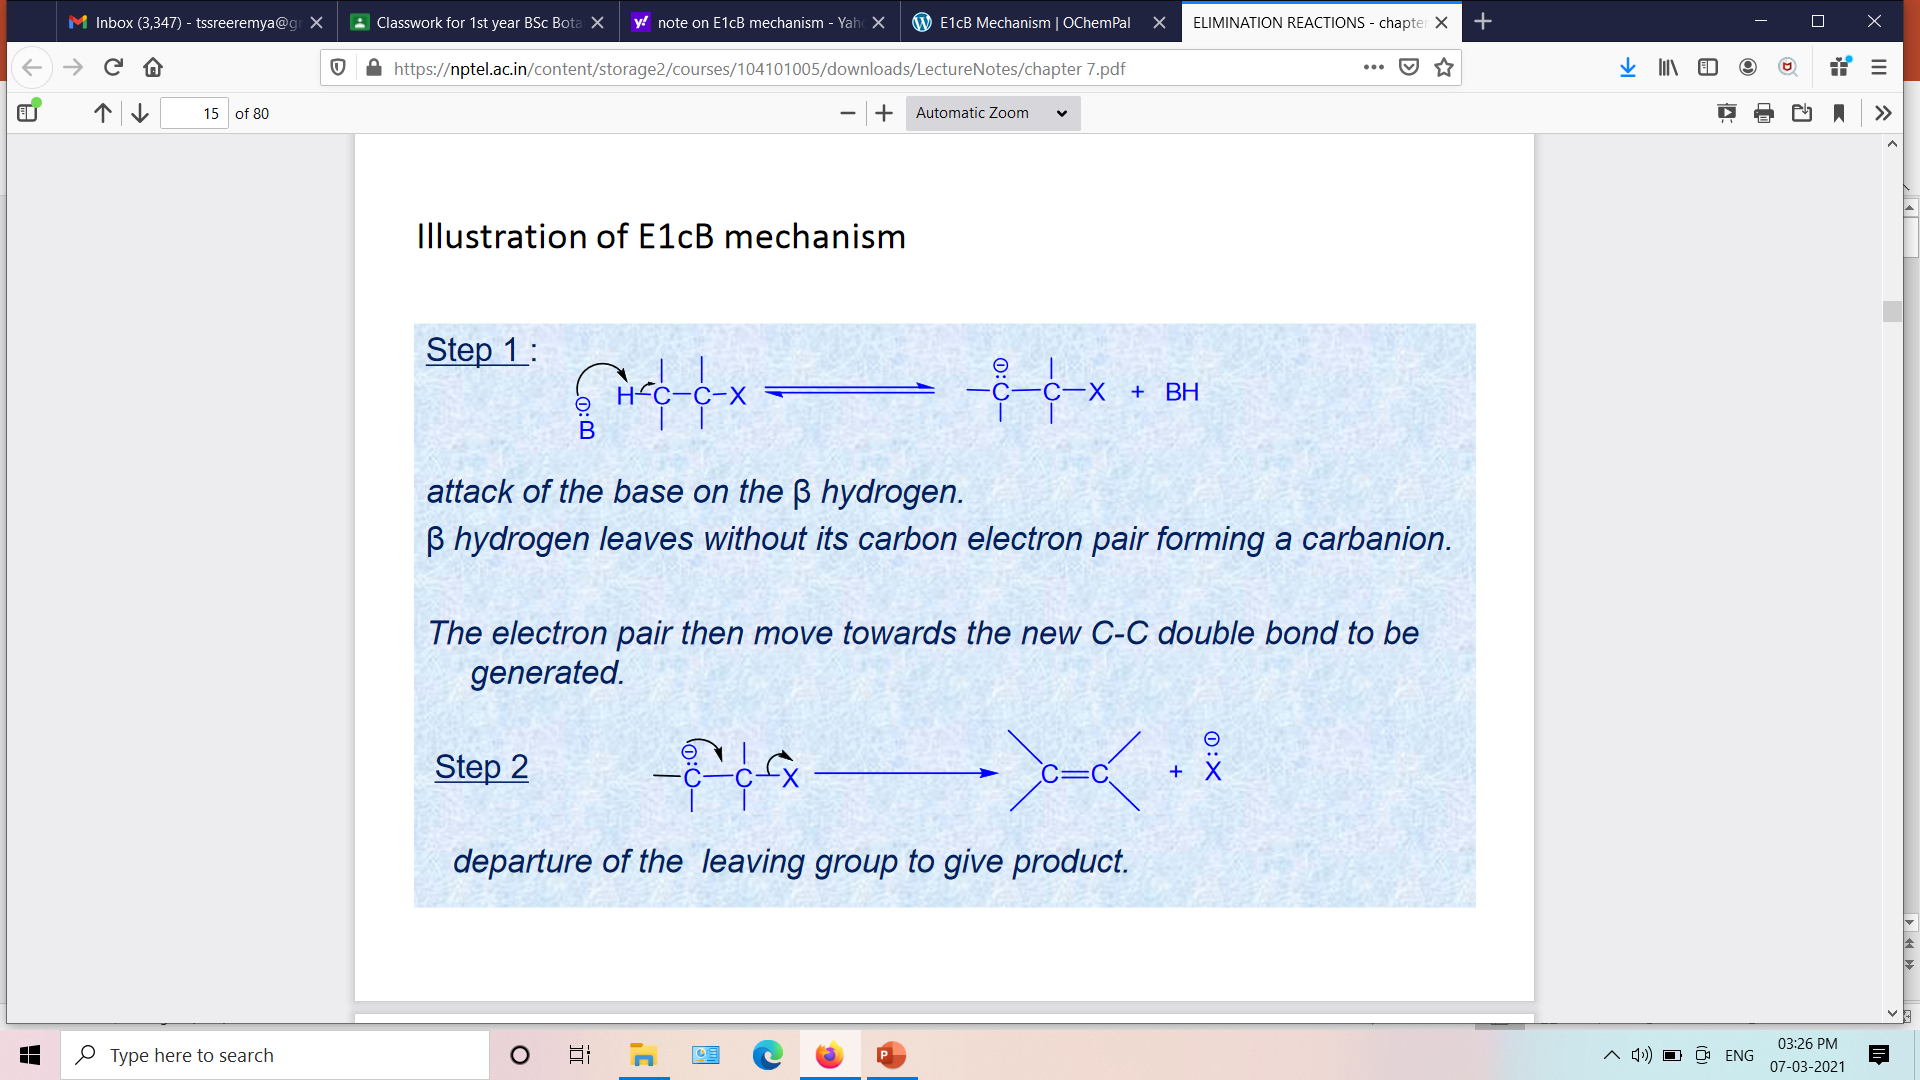 Inbox (3,347) - tssreeremya@g
Classwork for 1st year BSc Bota
note on E1cB mechanism - Yah
E1cB Mechanism | OChemPal
ELIMINATION REACTIONS - chapte
https://nptel.ac.in/content/storage2/courses/104101005/downloads/LectureNotes/chapter 7.pdf
15 of 80
Automatic Zoom
Illustration of E1cB mechanism
Step 1 :
H C C X C C X + BH
B
attack of the base on the β hydrogen.
β hydrogen leaves without its carbon electron pair forming a carbanion.
The electron pair then move towards the new C-C double bond to be
generated.
Step 2
C C X C C + X
departure of the leaving group to give product.
Type here to search
ENG
03:26 PM
07-03-2021